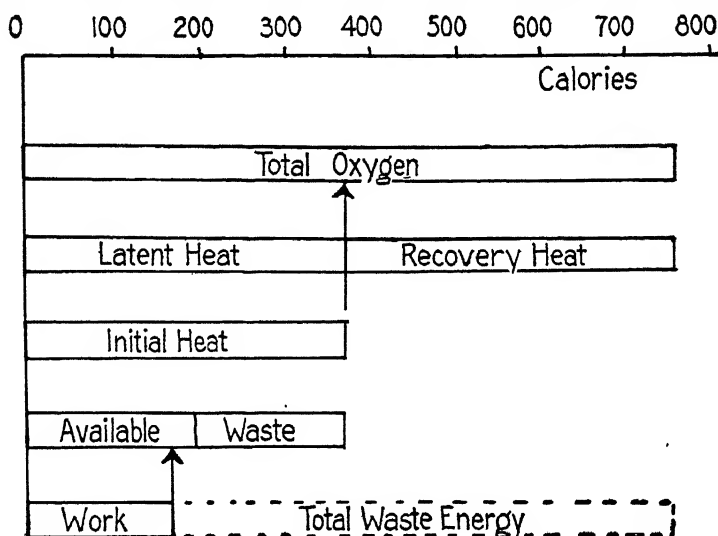 0 100 200 300 400 500 600 700 800
Calories
Total Oxygen
Latent Heat Recovery Heat
Initial Heat
Available Waste
Work Total Waste Energy